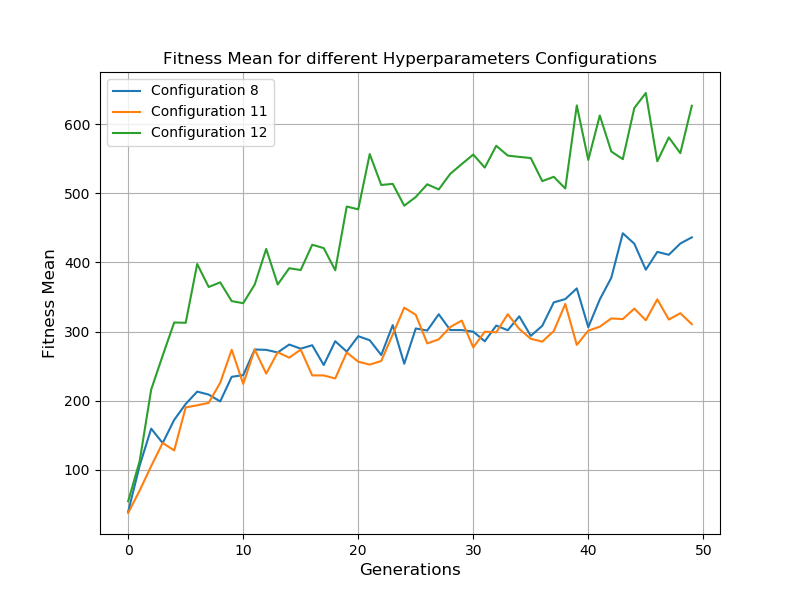 Fitness Mean for different Hyperparameters Configurations
Configuration 8
Configuration 11
Configuration 12
600
500
400
300
200
100
Fitness Mean
0 10 20 30 40 50
Generations